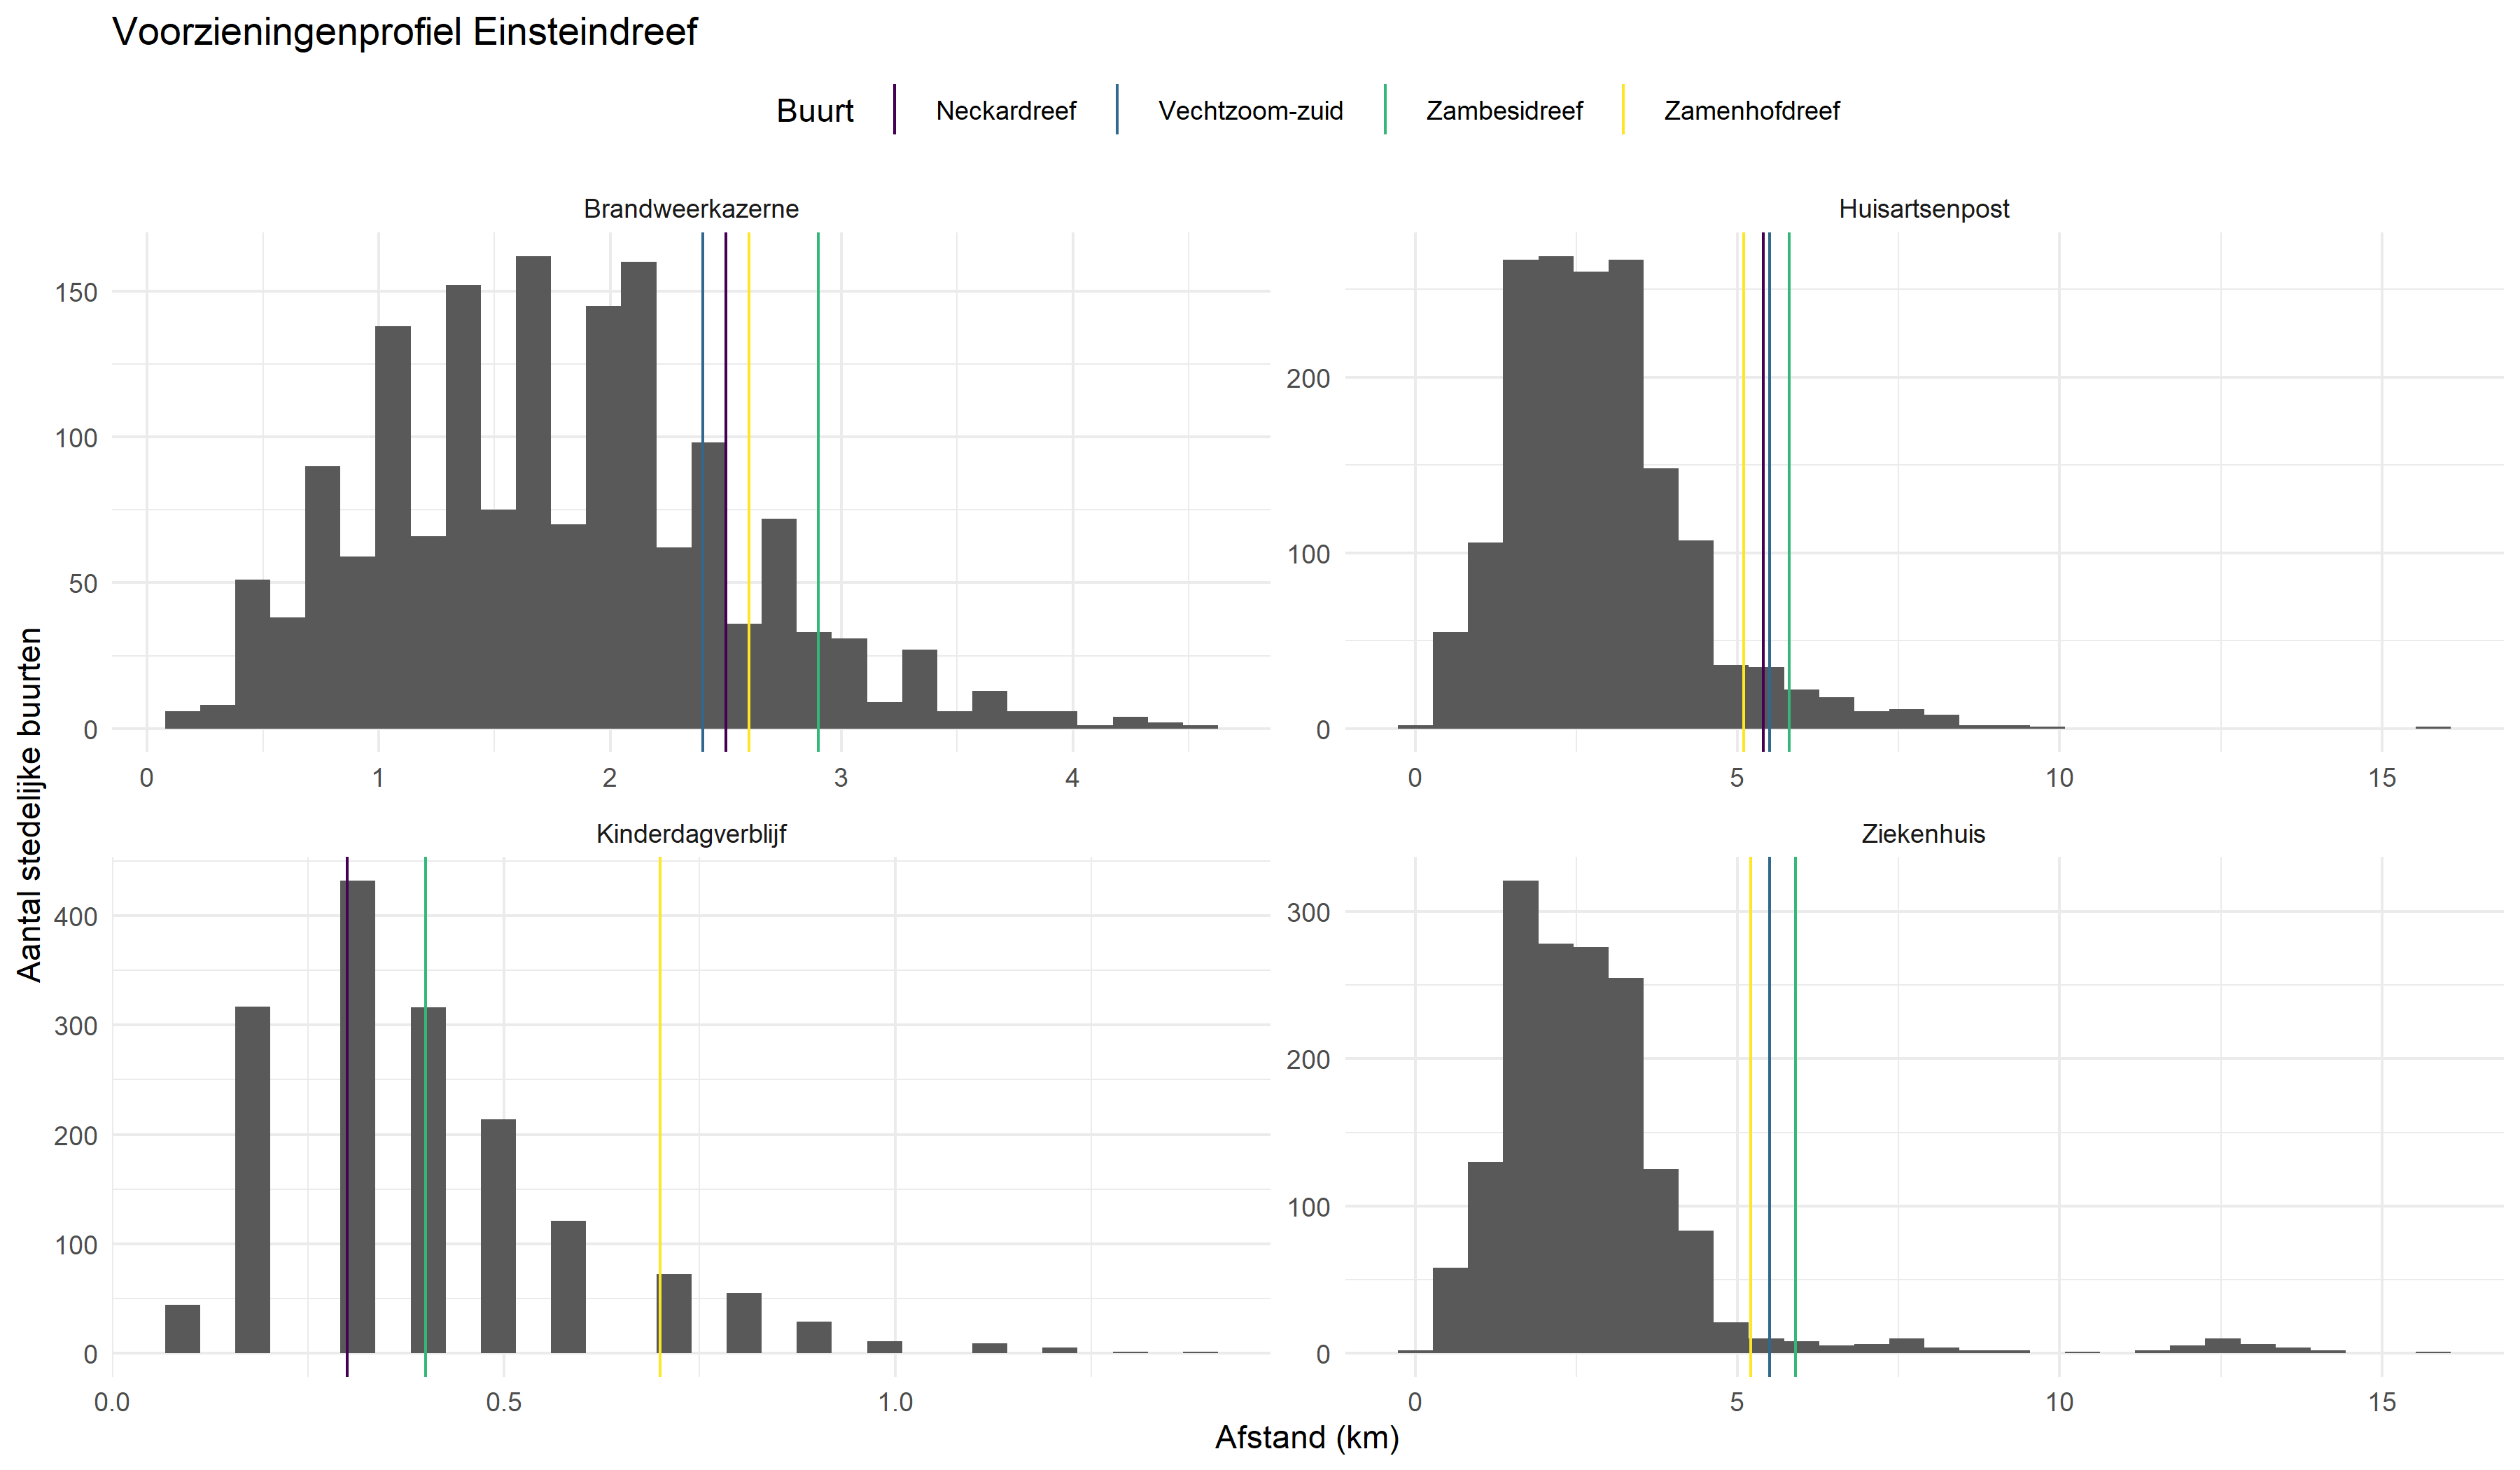 Voorzieningenprofiel Einsteindreef
Buurt Neckardreef Vechtzoom-zuid Zambesidreef Zamenhofdreef
Brandweerkazerne
150
100
50
0
0 1 2 3 4
Huisartsenpost
200
100
0
0 5 10 15
Aantal stedelijke buurten
Kinderdagverblijf
400
300
200
100
0
0.0 0.5 1.0
Ziekenhuis
300
200
100
0
0 5 10 15
Afstand (km)